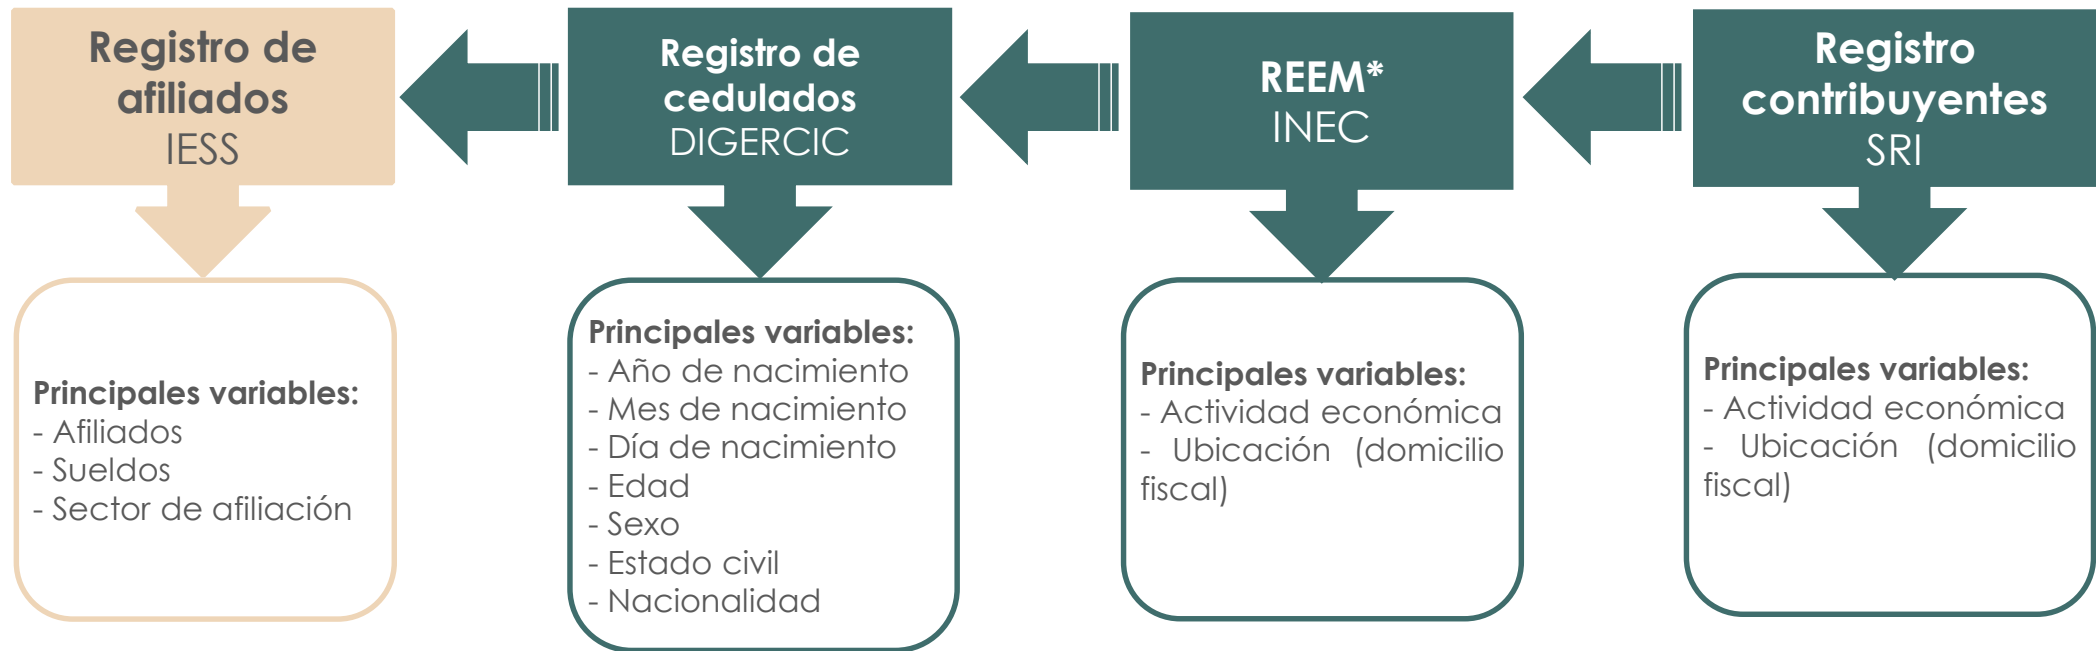 Registro de
afiliados
IESS
Registro de
cedulados
DIGERCIC
REEM*
INEC
Registro
contribuyentes
SRI
Principales variables:
- Afiliados
- Sueldos
- Sector de afiliación
Principales variables:
- Año de nacimiento
- Mes de nacimiento
- Día de nacimiento
- Edad
- Sexo
- Estado civil
- Nacionalidad
Principales variables:
- Actividad económica
- Ubicación (domicilio
fiscal)
Principales variables:
- Actividad económica
- Ubicación (domicilio
fiscal)